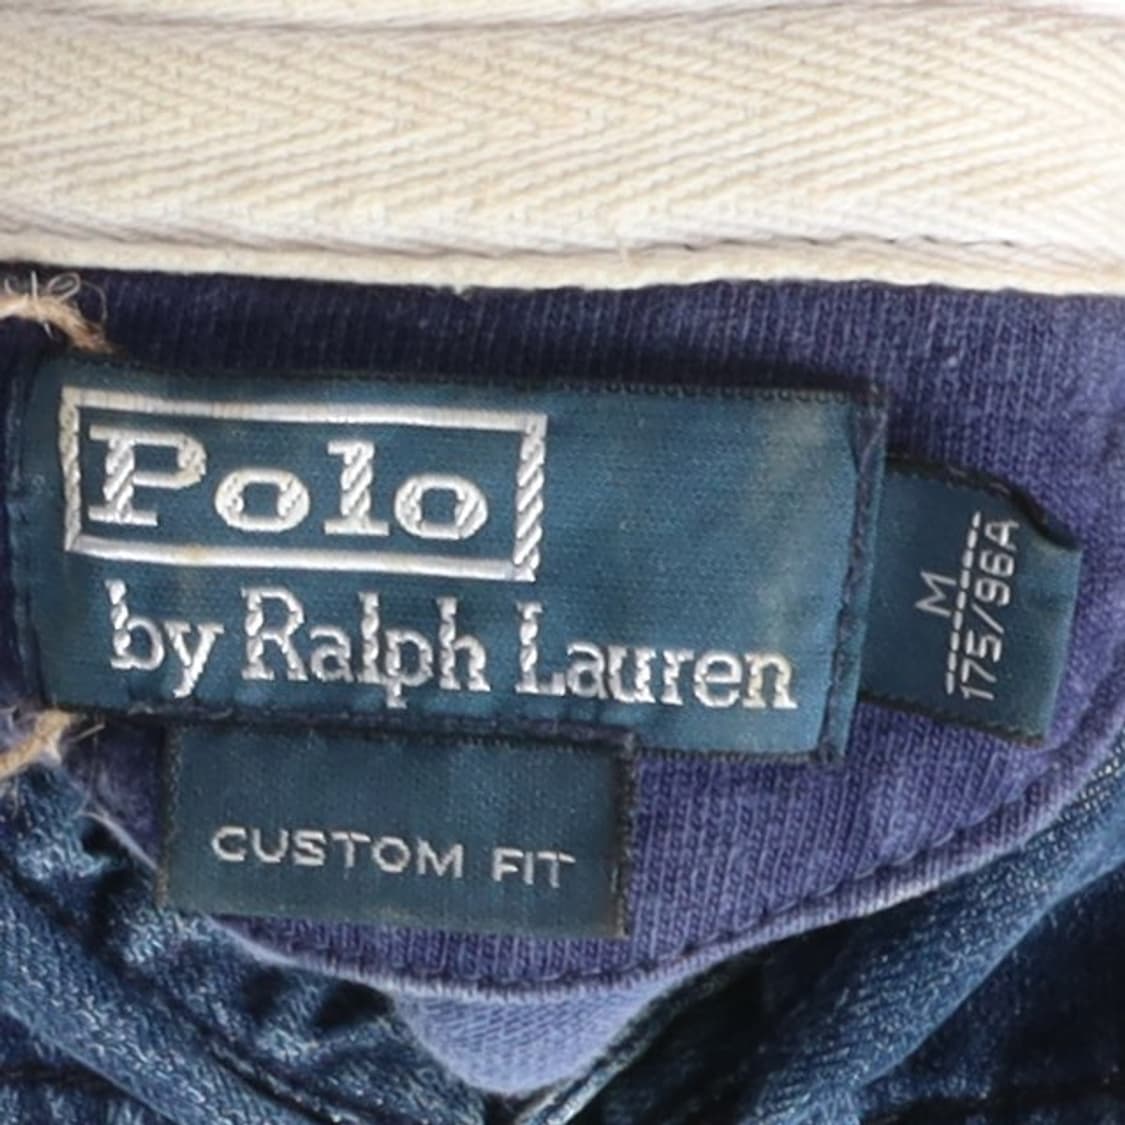 Polo
by Ralph Lauren
M
175/96A
CUSTOM FIT